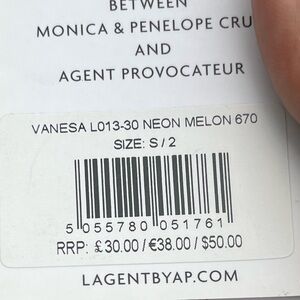 BETWEEN
MONICA & PENELOPE CRU
AND
AGENT PROVOCATEUR
VANESA L013-30 NEON MELON 670
SIZE: S / 2
5 055780 051761
RRP: £30.00 / €38.00 / $50.00
LAGENTBYAP.COM